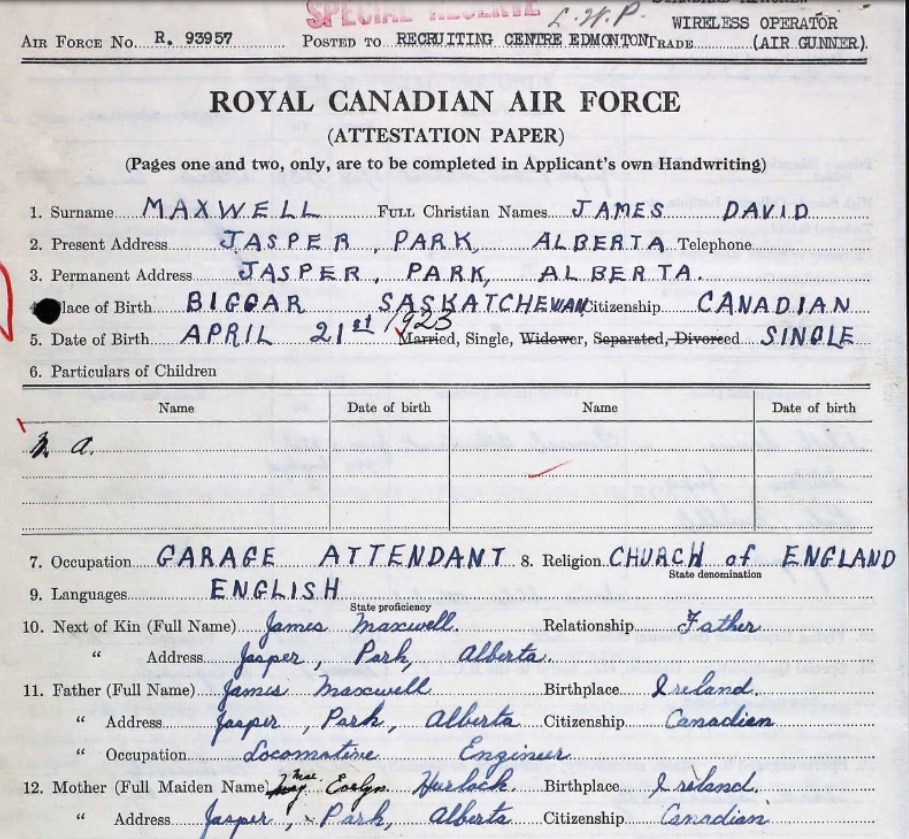 SPECIAL RESERVE L.W.P.
WIRELESS OPERATOR
AIR FORCE NO. R. 93957 POSTED TO RECRUITING CENTRE EDMONTON TRADE (AIR GUNNER).
ROYAL CANADIAN AIR FORCE
(ATTESTATION PAPER)
(Pages one and two, only, are to be completed in Applicant's own Handwriting)
1. Surname MAXWELL FULL Christian Names JAMES DAVID
2. Present Address JASPER, PARK, ALBERTA Telephone
3. Permanent Address JASPER, PARK, ALBERTA.
lace of Birth BIGGAR SASKATCHEWAN Citizenship CANADIAN
5. Date of Birth APRIL 21st 1923 Married, Single, Widower, Separated, Divorced SINGLE
6. Particulars of Children
Name Date of birth Name Date of birth
N a.
7. Occupation GARAGE ATTENDANT 8. Religion CHURCH of ENGLAND
State denomination
9. Languages ENGLISH
State proficiency
10. Next of Kin (Full Name) James Maxwell. Relationship Father
" Address Jasper, Park, Alberta.
11. Father (Full Name) James Maxwell Birthplace Ireland.
" Address Jasper, Park, Alberta Citizenship Canadian
" Occupation Locomotive Engineer
12. Mother (Full Maiden Name) Mae Evelyn Hurlock Birthplace Ireland.
" Address Jasper, Park, Alberta Citizenship Canadian